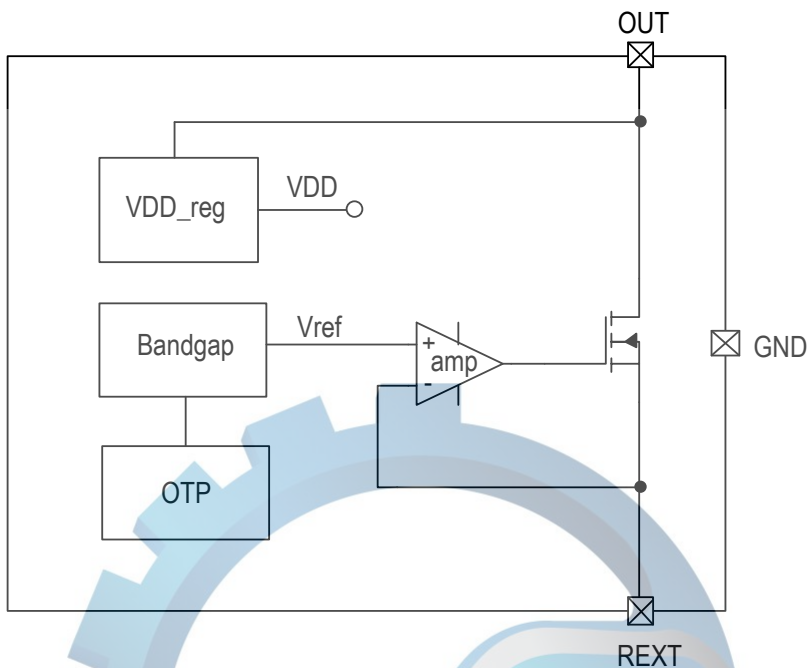 OUT
VDD_reg
VDD
Bandgap
Vref
+
amp
-
GND
OTP
REXT